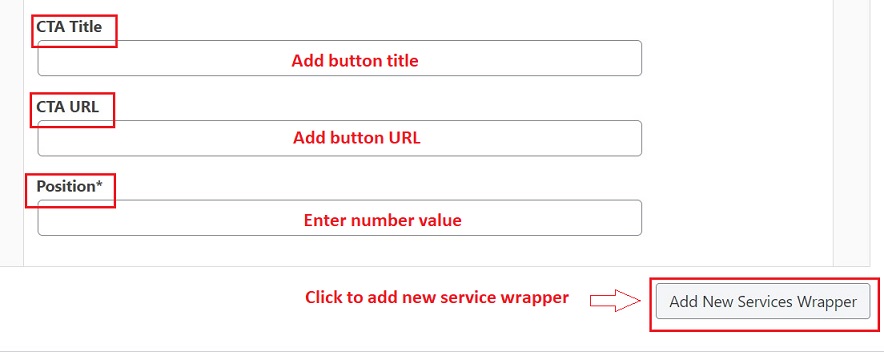 CTA Title
Add button title
CTA URL
Add button URL
Position*
Enter number value
Click to add new service wrapper
Add New Services Wrapper